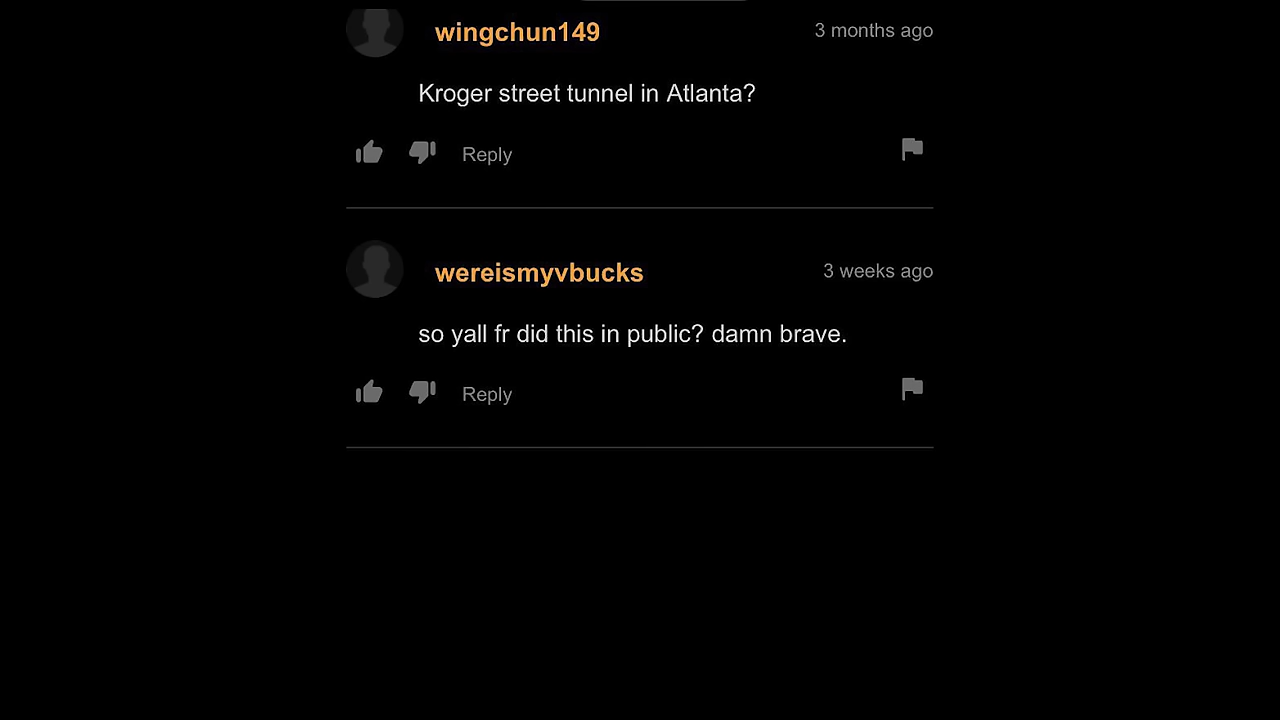 wingchun149
3 months ago
Kroger street tunnel in Atlanta?
Reply
wereismyvbucks
3 weeks ago
so yall fr did this in public? damn brave.
Reply